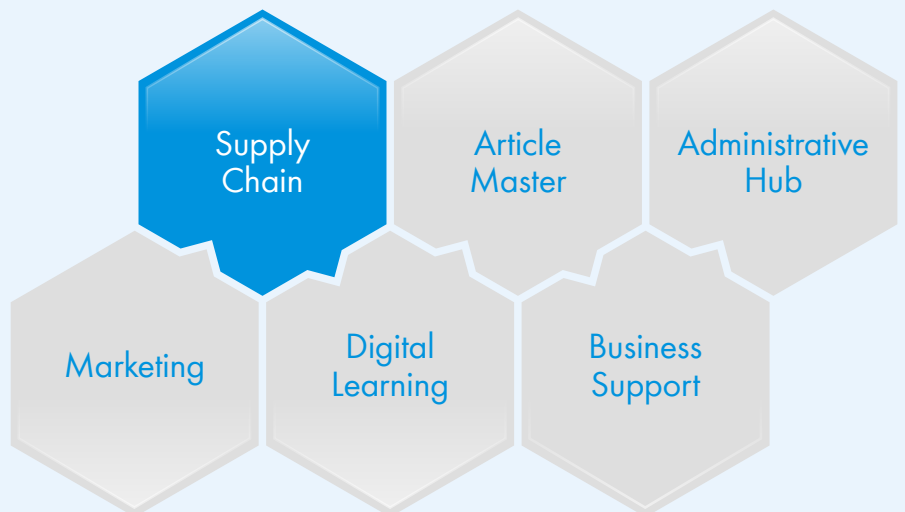 Supply
Chain
Article
Master
Administrative
Hub
Marketing
Digital
Learning
Business
Support